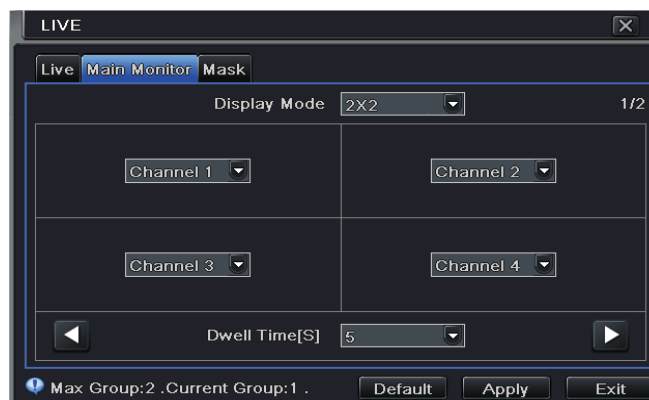 LIVE
Live Main Monitor Mask
Display Mode 2X2 1/2
Channel 1 Channel 2
Channel 3 Channel 4
Dwell Time[S] 5
Max Group:2 .Current Group:1 . Default Apply Exit